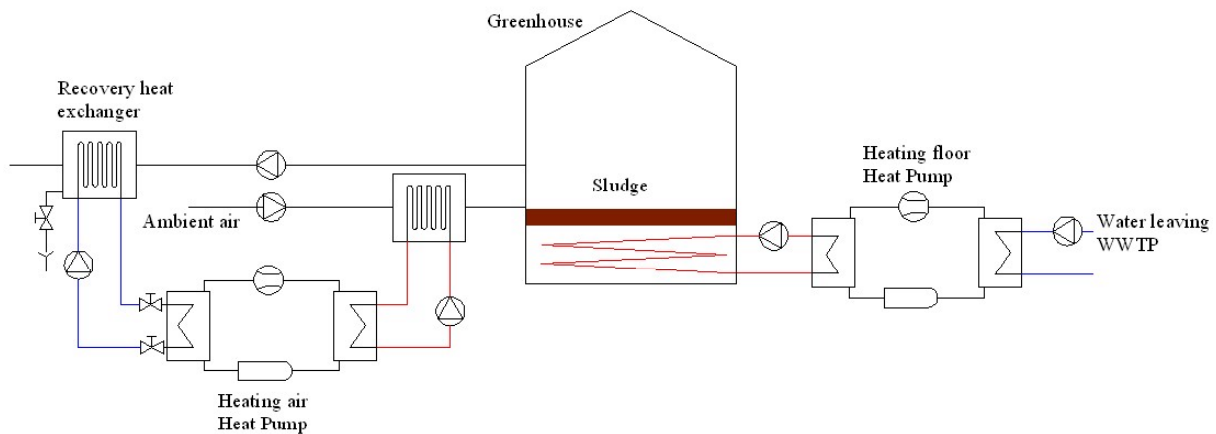 Greenhouse
Recovery heat
exchanger
Heating floor
Heat Pump
Sludge
Ambient air
Water leaving
WWTP
Heating air
Heat Pump